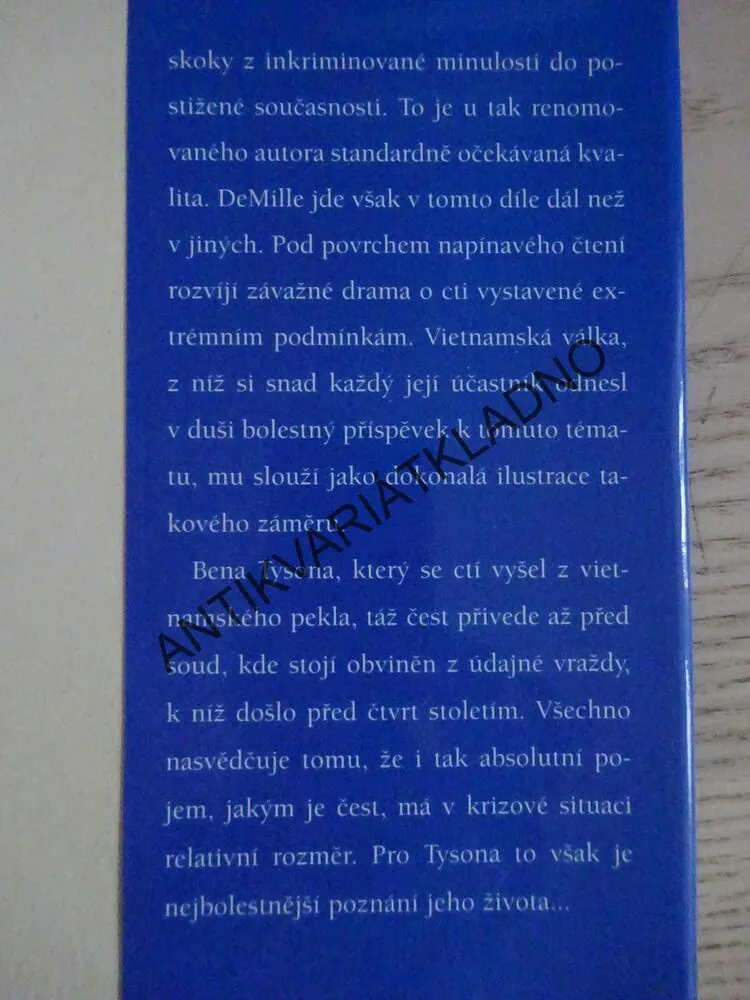 skoky z inkriminované minulosti do po-
stižené současnosti. To je u tak renomo-
vaného autora standardně očekávaná kva-
lita. DeMille jde však v tomto díle dál než
v jiných. Pod povrchem napínavého čtení
rozvíjí závažné drama o cti vystavené ex-
trémním podmínkám. Vietnamská válka,
z níž si snad každý její účastník odnesl
v duši bolestný příspěvek k tomuto téma-
tu, mu slouží jako dokonalá ilustrace ta-
kového záměru.
Bena Tysona, který se ctí vyšel z viet-
namského pekla, táž čest přivede až před
soud, kde stojí obviněn z údajné vraždy,
k níž došlo před čtvrt stoletím. Všechno
nasvědčuje tomu, že i tak absolutní po-
jem, jakým je čest, má v krizové situaci
relativní rozměr. Pro Tysona to však je
nejbolestnější poznání jeho života...
ANTIKVARIATKLADNO